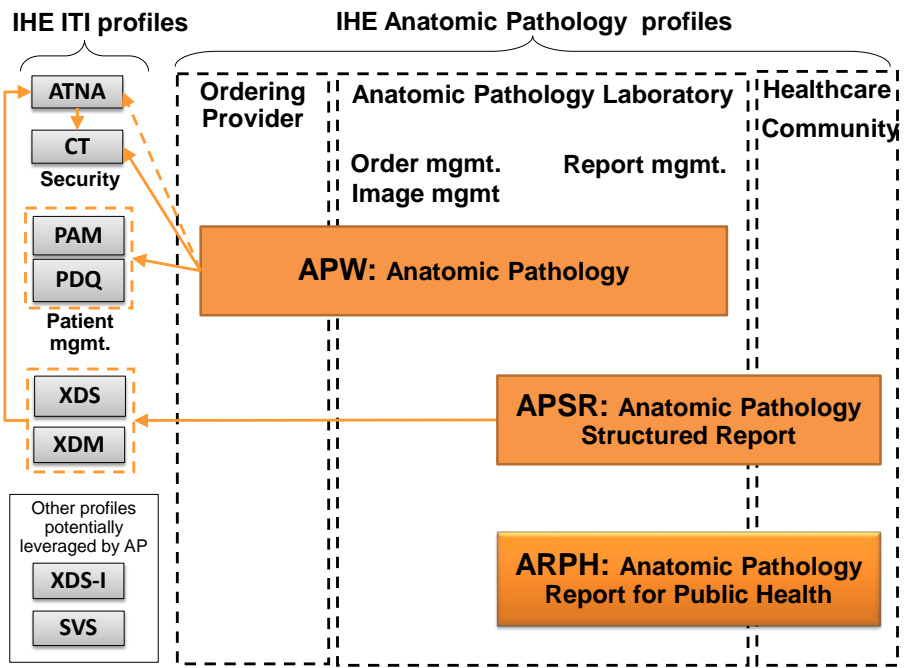 IHE ITI profiles
IHE Anatomic Pathology profiles
ATNA
CT
Security
PAM
PDQ
Patient
mgmt.
XDS
XDM
Other profiles
potentially
leveraged by AP
XDS-I
SVS
Ordering
Provider
Anatomic Pathology Laboratory
Order mgmt.
Image mgmt
Report mgmt.
Healthcare
Community
APW: Anatomic Pathology
APSR: Anatomic Pathology
Structured Report
ARPH: Anatomic Pathology
Report for Public Health